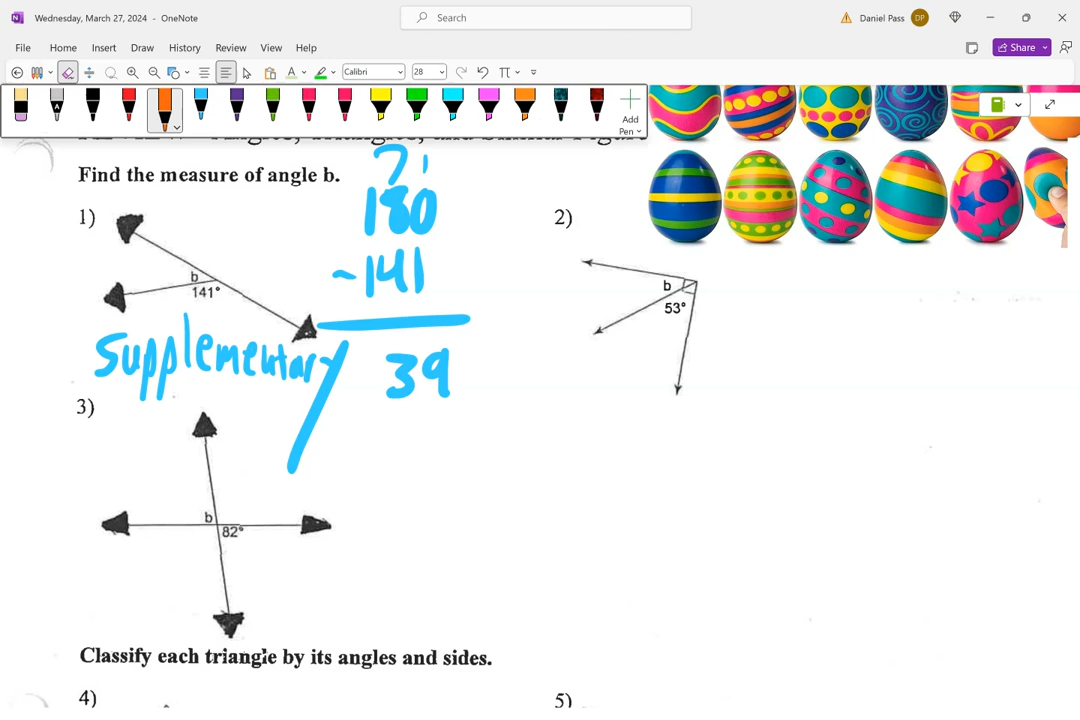 Wednesday, March 27, 2024 - OneNote
Search
Daniel Pass DP
File Home Insert Draw History Review View Help
Share
Calibri 28
Add Pen
Find the measure of angle b.
1)
7 1
180
-141
39
b
141°
Supplementary
2)
b
53°
3)
b
82°
Classify each triangle by its angles and sides.
4)
5)